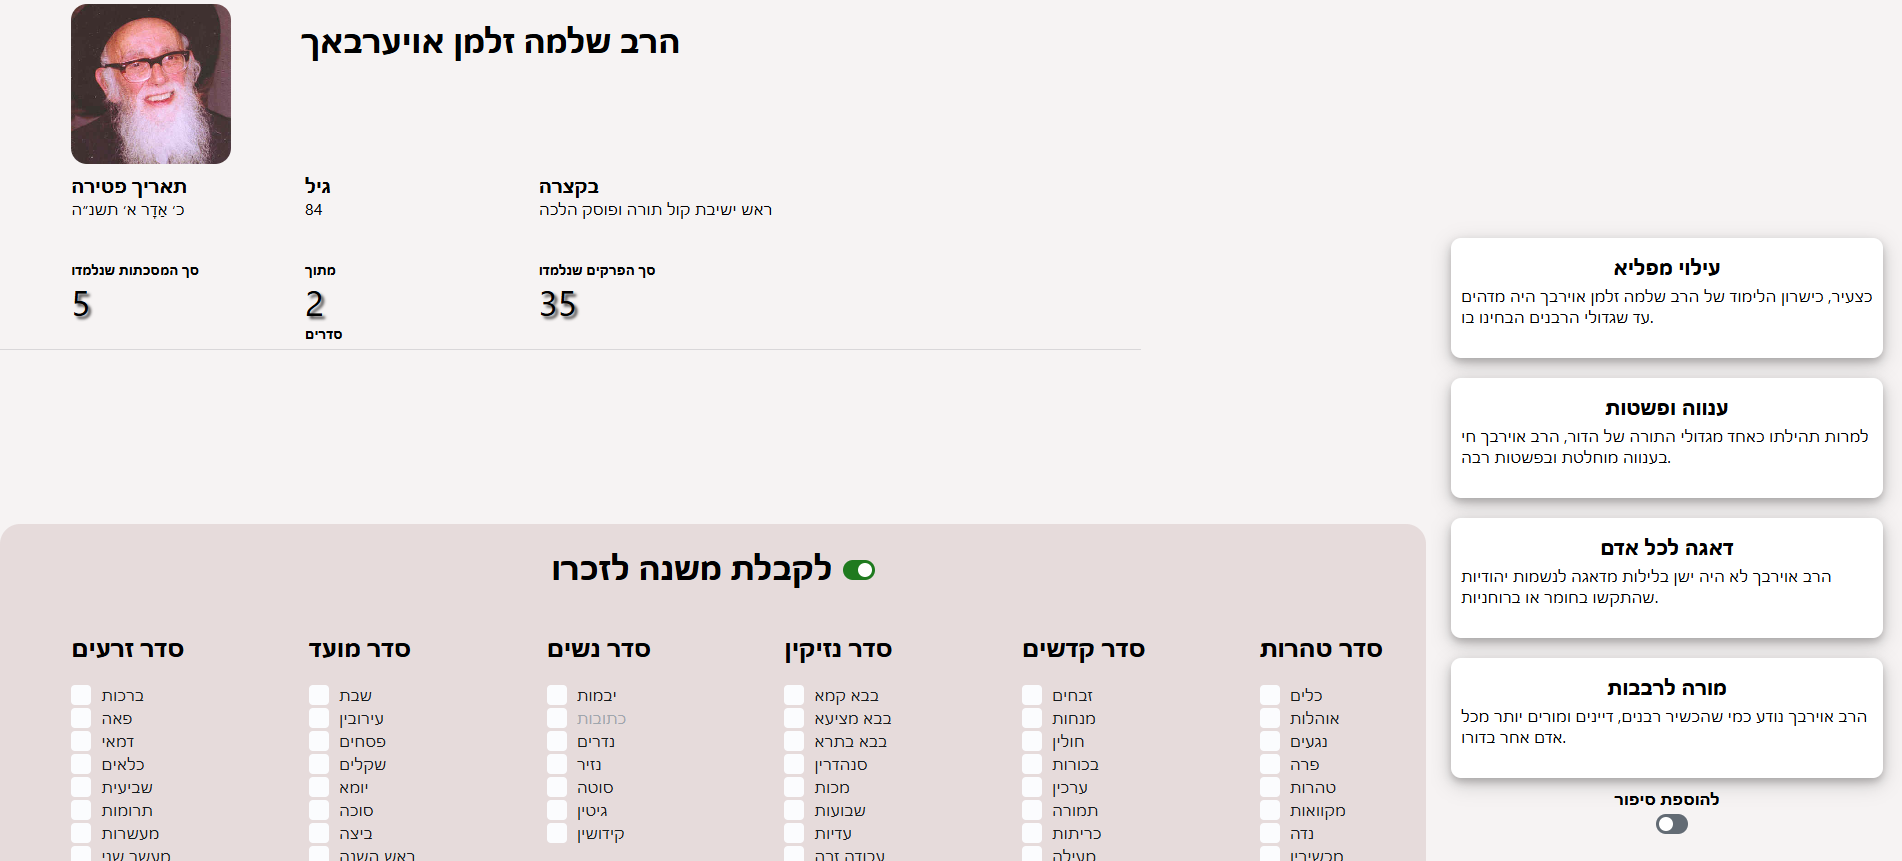 הרב שלמה זלמן אויערבאך
תאריך פטירה
כ׳ אַדָר א׳ תשנ״ה
גיל
84
בקצרה
ראש ישיבת קול תורה ופוסק הלכה
סך המסכתות שנלמדו
5
מתוך
2
סדרים
סך הפרקים שנלמדו
35
עילוי מפליא
כצעיר, כישרון הלימוד של הרב שלמה זלמן אוירבך היה מדהים
עד שגדולי הרבנים הבחינו בו.
ענווה ופשטות
למרות תהילתו כאחד מגדולי התורה של הדור, הרב אוירבך חי
בענווה מוחלטת ובפשטות רבה.
דאגה לכל אדם
הרב אוירבך לא היה ישן בלילות מדאגה לנשמות יהודיות
שהתקשו בחומר או ברוחניות.
מורה לרבבות
הרב אוירבך נודע כמי שהכשיר רבנים, דיינים ומורים יותר מכל
אדם אחר בדורו.
להוספת סיפור
לקבלת משנה לזכרו
סדר זרעים
ברכות
פאה
דמאי
כלאים
שביעית
תרומות
מעשרות
מעשר שני
סדר מועד
שבת
עירובין
פסחים
שקלים
יומא
סוכה
ביצה
ראש השנה
סדר נשים
יבמות
כתובות
נדרים
נזיר
סוטה
גיטין
קידושין
סדר נזיקין
בבא קמא
בבא מציעא
בבא בתרא
סנהדרין
מכות
שבועות
עדיות
עבודה זרה
סדר קדשים
זבחים
מנחות
חולין
בכורות
ערכין
תמורה
כריתות
מעילה
סדר טהרות
כלים
אוהלות
נגעים
פרה
טהרות
מקוואות
נדה
מכשירין